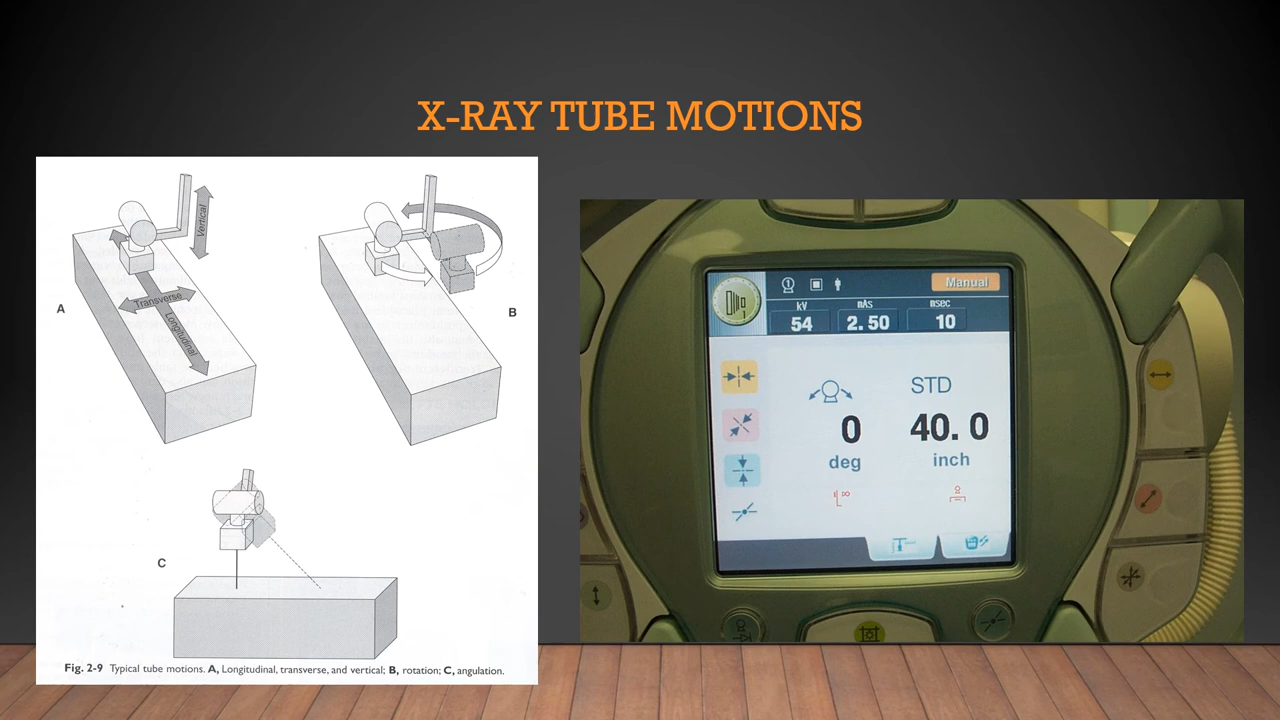 X-RAY TUBE MOTIONS
A
Vertical
Transverse
Longitudinal
B
C
Fig. 2-9 Typical tube motions. A, Longitudinal, transverse, and vertical; B, rotation; C, angulation.
Manual
kV mAs msec
54 2.50 10
STD
0 40.0
deg inch